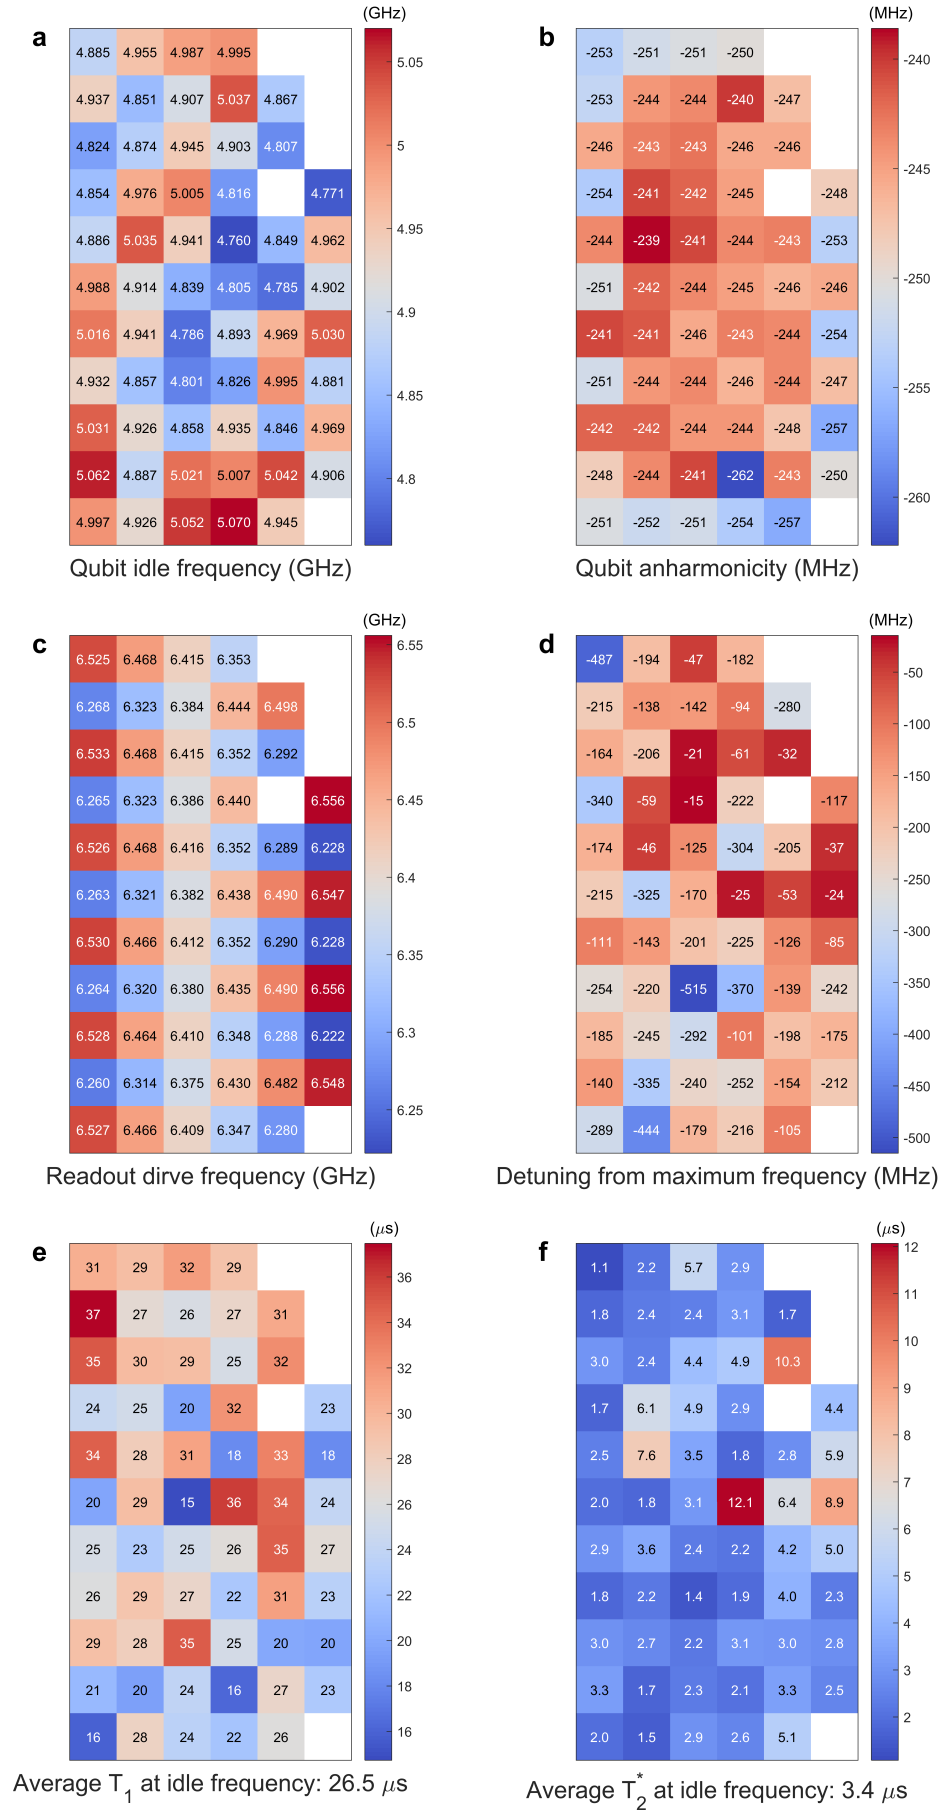 a (GHz)
4.885 4.955 4.987 4.995
4.937 4.851 4.907 5.037 4.867
4.824 4.874 4.945 4.903 4.807
4.854 4.976 5.005 4.816 4.771
4.886 5.035 4.941 4.760 4.849 4.962
4.988 4.914 4.839 4.805 4.785 4.902
5.016 4.941 4.786 4.893 4.969 5.030
4.932 4.857 4.801 4.826 4.995 4.881
5.031 4.926 4.858 4.935 4.846 4.969
5.062 4.887 5.021 5.007 5.042 4.906
4.997 4.926 5.052 5.070 4.945
5.05
5
4.95
4.9
4.85
4.8
Qubit idle frequency (GHz)
b (MHz)
-253 -251 -251 -250
-253 -244 -244 -240 -247
-246 -243 -243 -246 -246
-254 -241 -242 -245 -248
-244 -239 -241 -244 -243 -253
-251 -242 -244 -245 -246 -246
-241 -241 -246 -243 -244 -254
-251 -244 -244 -246 -244 -247
-242 -242 -244 -244 -248 -257
-248 -244 -241 -262 -243 -250
-251 -252 -251 -254 -257
-240
-245
-250
-255
-260
Qubit anharmonicity (MHz)
c (GHz)
6.525 6.468 6.415 6.353
6.268 6.323 6.384 6.444 6.498
6.533 6.468 6.415 6.352 6.292
6.265 6.323 6.386 6.440 6.556
6.526 6.468 6.416 6.352 6.289 6.228
6.263 6.321 6.382 6.438 6.490 6.547
6.530 6.466 6.412 6.352 6.290 6.228
6.264 6.320 6.380 6.435 6.490 6.556
6.528 6.464 6.410 6.348 6.288 6.222
6.260 6.314 6.375 6.430 6.482 6.548
6.527 6.466 6.409 6.347 6.280
6.55
6.5
6.45
6.4
6.35
6.3
6.25
Readout dirve frequency (GHz)
d (MHz)
-487 -194 -47 -182
-215 -138 -142 -94 -280
-164 -206 -21 -61 -32
-340 -59 -15 -222 -117
-174 -46 -125 -304 -205 -37
-215 -325 -170 -25 -53 -24
-111 -143 -201 -225 -126 -85
-254 -220 -515 -370 -139 -242
-185 -245 -292 -101 -198 -175
-140 -335 -240 -252 -154 -212
-289 -444 -179 -216 -105
-50
-100
-150
-200
-250
-300
-350
-400
-450
-500
Detuning from maximum frequency (MHz)
e (μs)
31 29 32 29
37 27 26 27 31
35 30 29 25 32
24 25 20 32 23
34 28 31 18 33 18
20 29 15 36 34 24
25 23 25 26 35 27
26 29 27 22 31 23
29 28 35 25 20 20
21 20 24 16 27 23
16 28 24 22 26
36
34
32
30
28
26
24
22
20
18
16
Average T1 at idle frequency: 26.5 μs
f (μs)
1.1 2.2 5.7 2.9
1.8 2.4 2.4 3.1 1.7
3.0 2.4 4.4 4.9 10.3
1.7 6.1 4.9 2.9 4.4
2.5 7.6 3.5 1.8 2.8 5.9
2.0 1.8 3.1 12.1 6.4 8.9
2.9 3.6 2.4 2.2 4.2 5.0
1.8 2.2 1.4 1.9 4.0 2.3
3.0 2.7 2.2 3.1 3.0 2.8
3.3 1.7 2.3 2.1 3.3 2.5
2.0 1.5 2.9 2.6 5.1
12
11
10
9
8
7
6
5
4
3
2
Average T2* at idle frequency: 3.4 μs